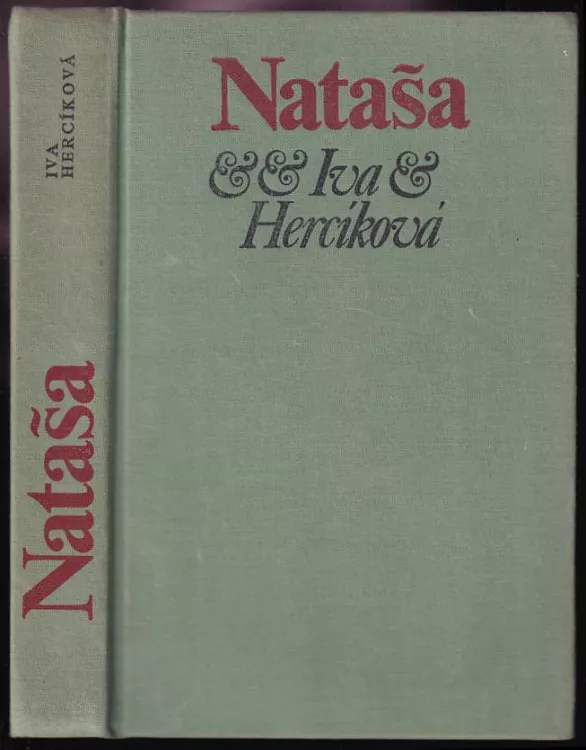 IVA
HERCÍKOVÁ
Nataša
Nataša
&& Iva &
Hercíková